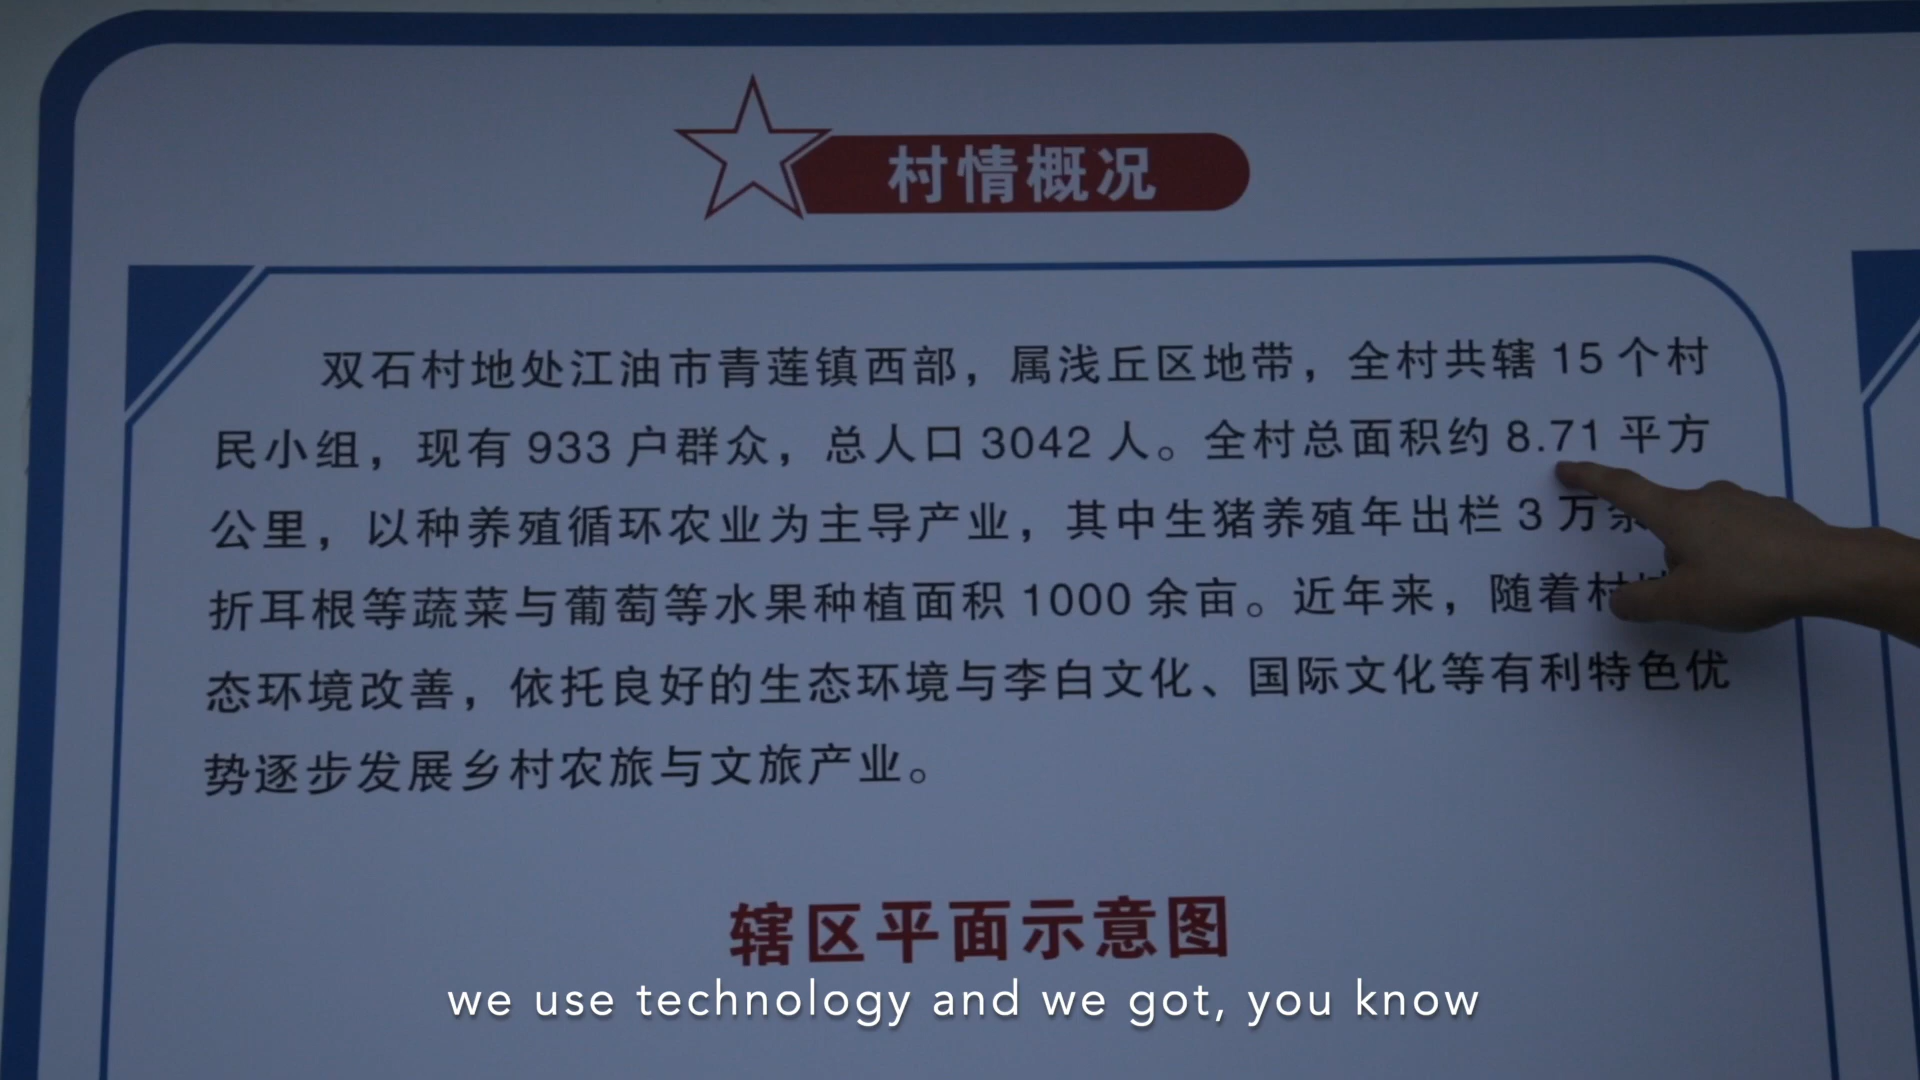 村情概况
双石村地处江油市青莲镇西部，属浅丘区地带，全村共辖 15 个村
民小组，现有 933 户群众，总人口 3042 人。全村总面积约 8.71 平方
公里，以种养殖循环农业为主导产业，其中生猪养殖年出栏 3 万
折耳根等蔬菜与葡萄等水果种植面积 1000 余亩。近年来，随着村
态环境改善，依托良好的生态环境与李白文化、国际文化等有利特色优
势逐步发展乡村农旅与文旅产业。
辖区平面示意图
we use technology and we got, you know